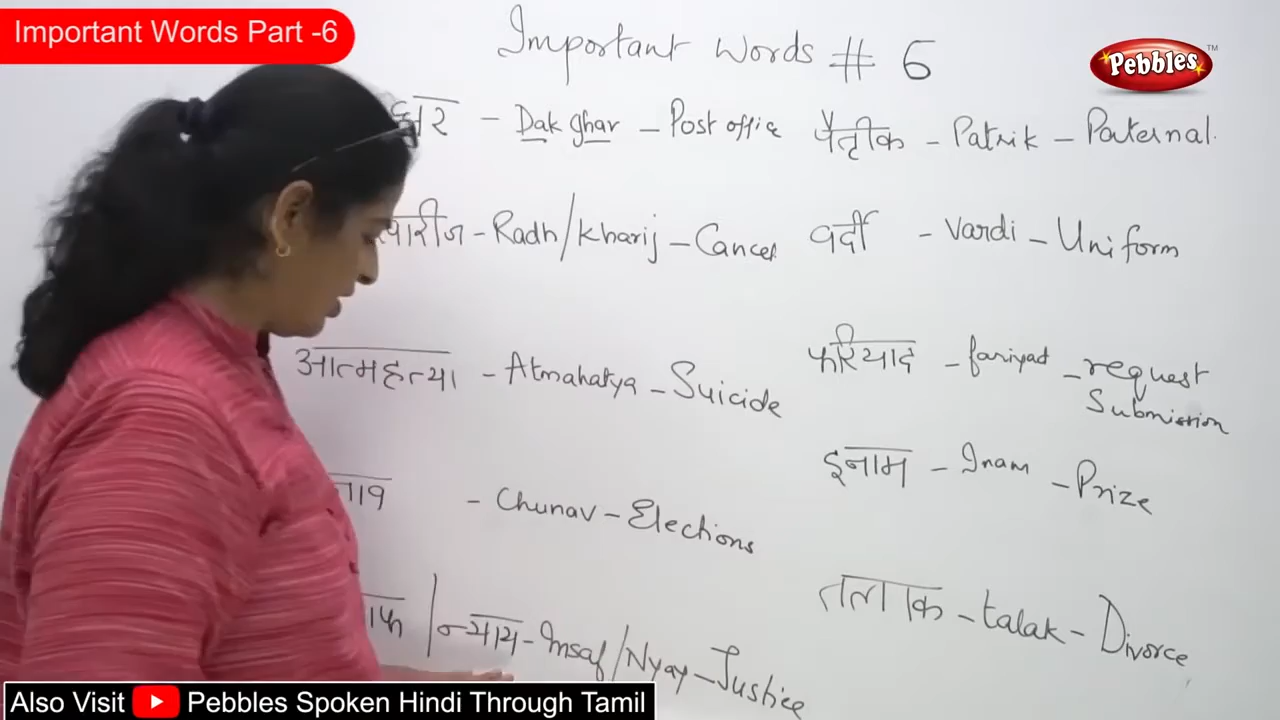 Important Words Part -6
Important Words # 6
Pebbles TM
- Dak ghar - Post office
पैतृीक - Patrik - Paternal.
खारीज - Radh/kharij - Cancel
वर्दी - Vardi - Uniform
आत्महत्या - Atmahatya - Suicide
फरियाद - fariyad - request
Submission
- Chunav - Elections
इनाम - Inam - Prize
/ न्याय - Insaf/Nyay - Justice
तलाक - talak - Divorce
Also Visit Pebbles Spoken Hindi Through Tamil